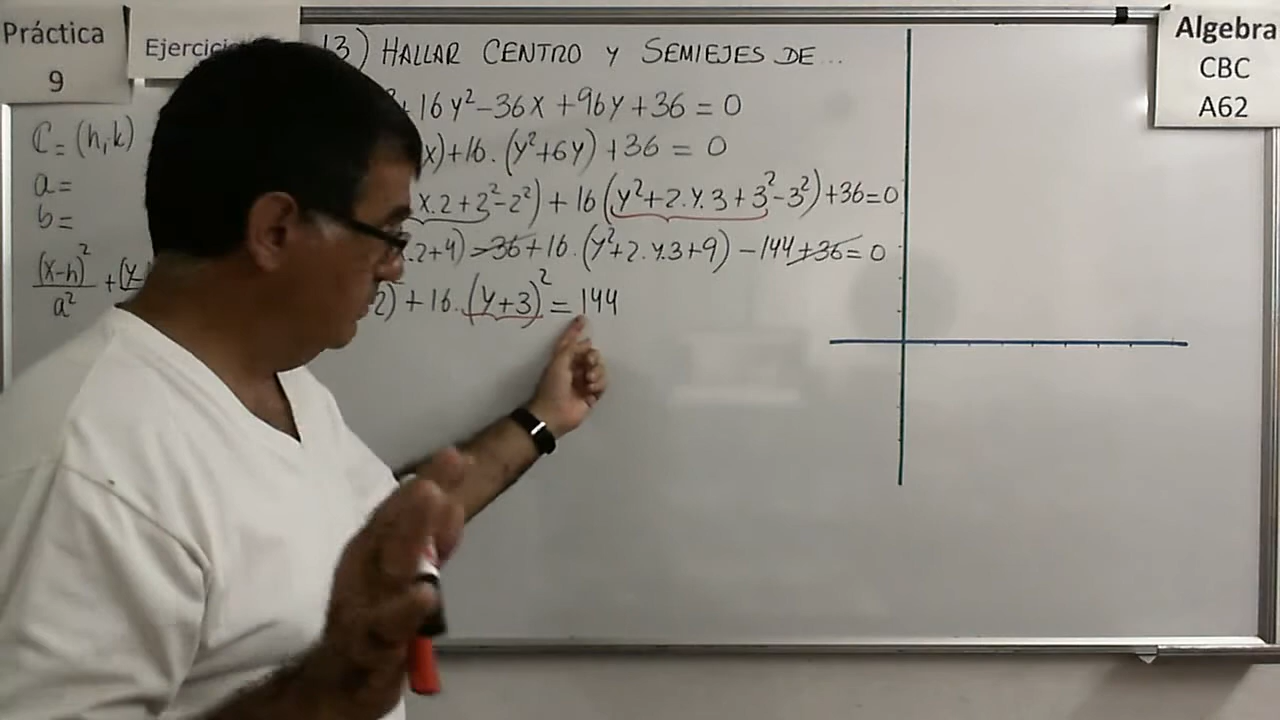 Práctica
9
Ejercicio
13) HALLAR CENTRO Y SEMIEJES DE...
+16y²-36x+96y+36=0
x)+16.(y²+6y)+36=0
x.2+2²-2²)+16(y²+2.y.3+3²-3²)+36=0
.2+4)-36+16.(y²+2.y.3+9)-144+36=0
2)+16.(y+3)²=144
C=(h,k)
a=
b=
(x-h)²/a²+(y-
Algebra
CBC
A62